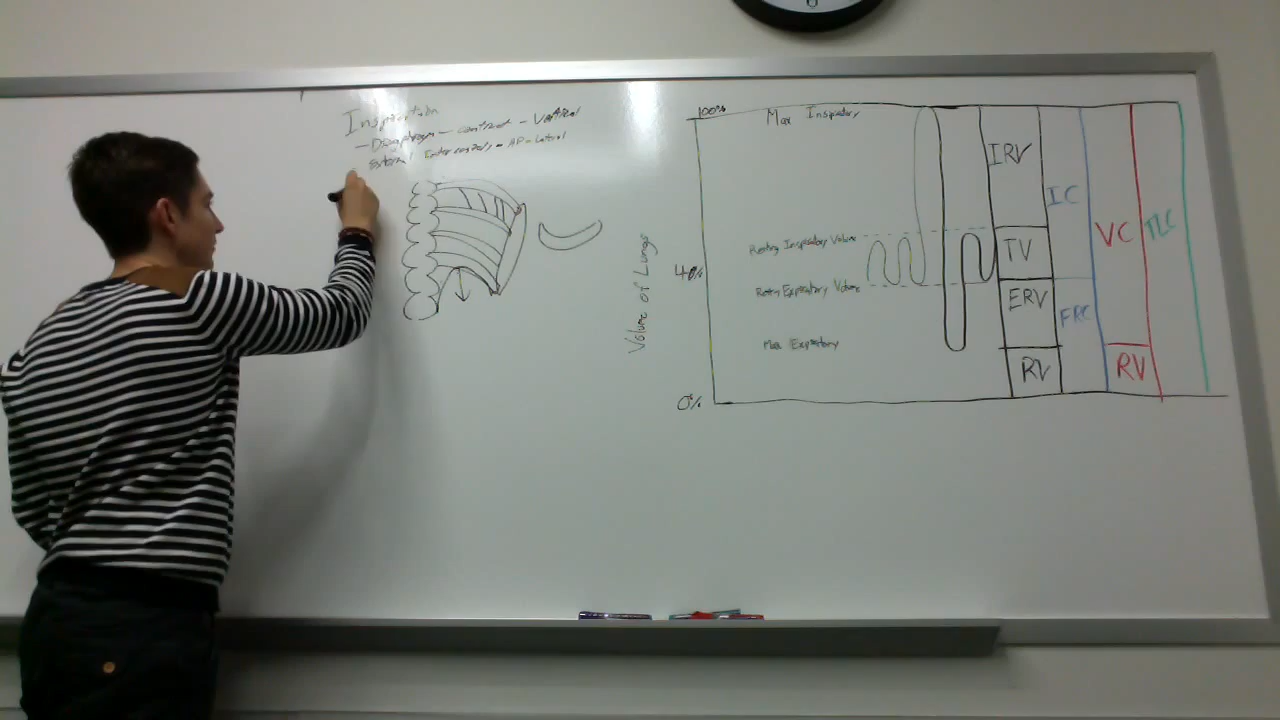 Inspiration
- Diaphragm - contract - Vertical
External Intercostals - AP - Lateral
Volume of Lungs
100%
40%
0%
Max Inspiratory
Resting Inspiratory Volume
Resting Expiratory Volume
Max Expiratory
IRV
TV
ERV
RV
IC
FRC
VC
RV
TLC